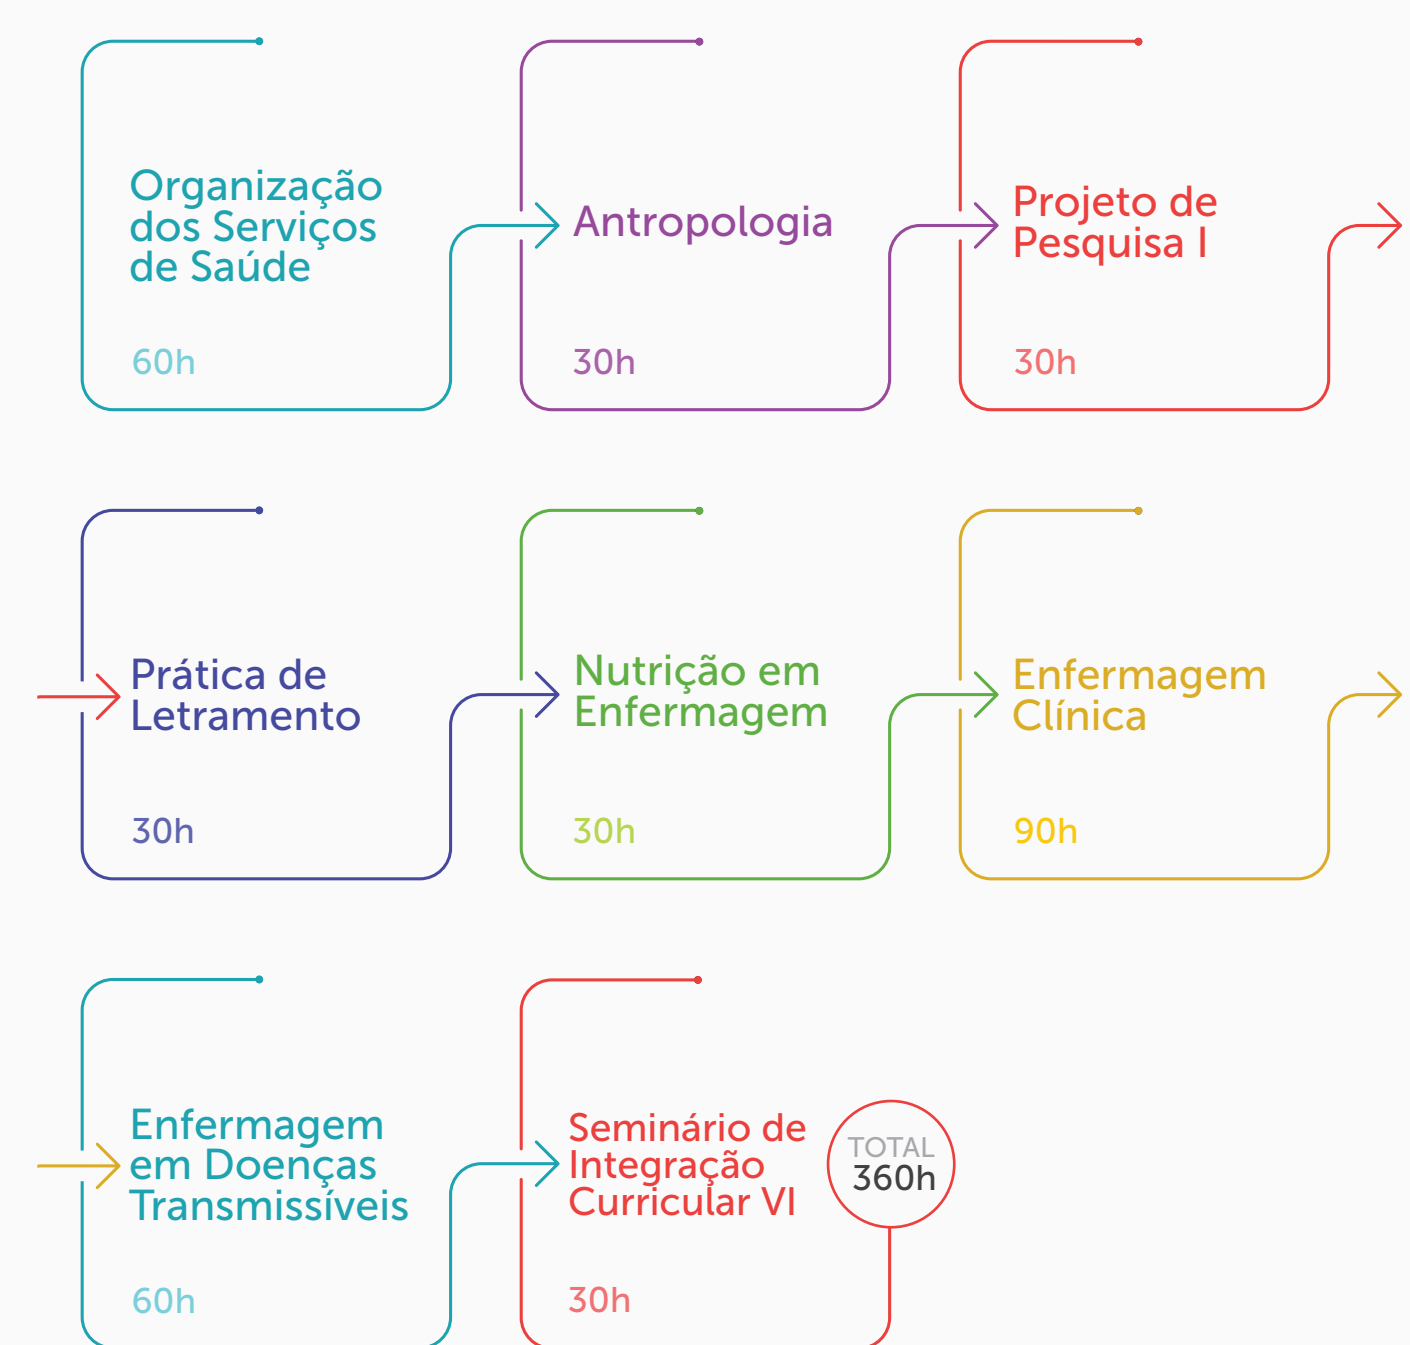 Organização
dos Serviços
de Saúde
60h
Antropologia
30h
Projeto de
Pesquisa I
30h
Prática de
Letramento
30h
Nutrição em
Enfermagem
30h
Enfermagem
Clínica
90h
Enfermagem
em Doenças
Transmissíveis
60h
Seminário de
Integração
Curricular VI
30h
TOTAL
360h